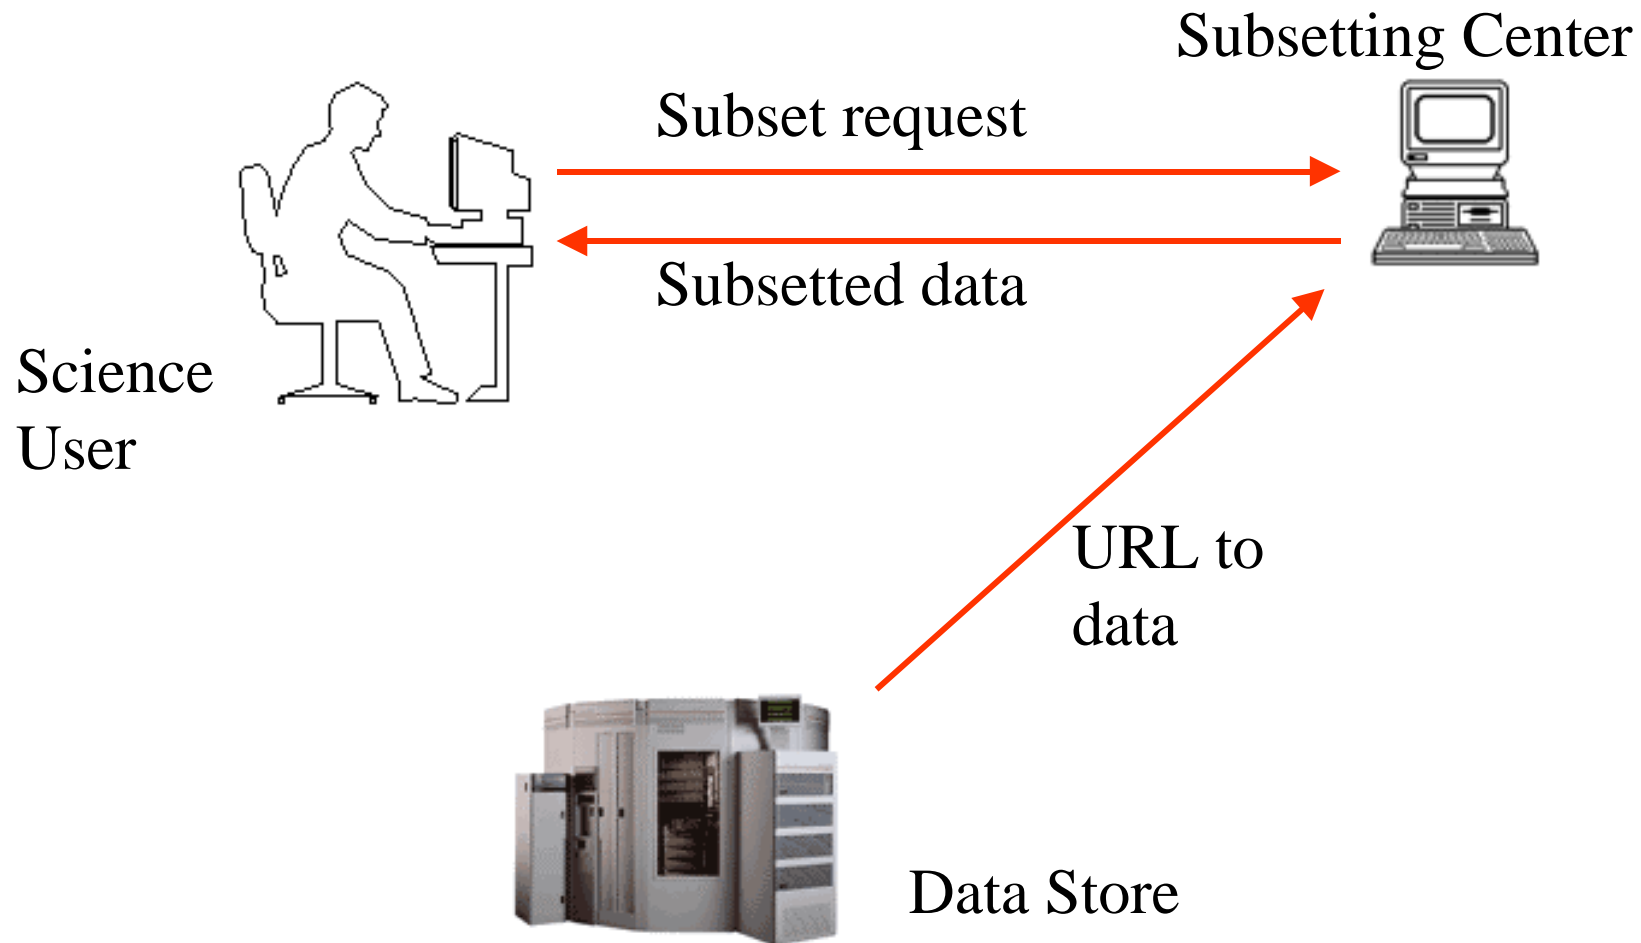 Subsetting Center
Subset request
Subsetted data
Science
User
URL to
data
Data Store